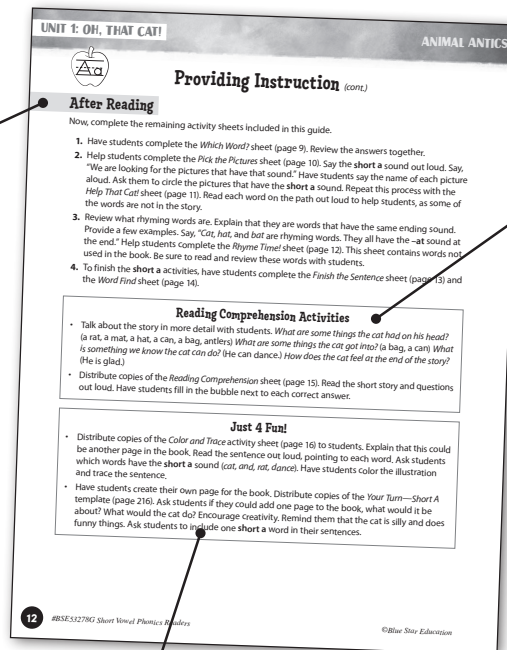 UNIT 1: OH, THAT CAT!
ANIMAL ANTICS
Aa
Providing Instruction (cont.)
After Reading
Now, complete the remaining activity sheets included in this guide.
1. Have students complete the Which Word? sheet (page 9). Review the answers together.
2. Help students complete the Pick the Pictures sheet (page 10). Say the short a sound out loud. Say,
"We are looking for the pictures that have that sound." Have students say the name of each picture
aloud. Ask them to circle the pictures that have the short a sound. Repeat this process with the
Help That Cat! sheet (page 11). Read each word on the path out loud to help students, as some of
the words are not in the story.
3. Review what rhyming words are. Explain that they are words that have the same ending sound.
Provide a few examples. Say, "Cat, hat, and bat are rhyming words. They all have the –at sound at
the end." Help students complete the Rhyme Time! sheet (page 12). This sheet contains words not
used in the book. Be sure to read and review these words with students.
4. To finish the short a activities, have students complete the Finish the Sentence sheet (page 13) and
the Word Find sheet (page 14).
Reading Comprehension Activities
• Talk about the story in more detail with students. What are some things the cat had on his head?
(a rat, a mat, a hat, a can, a bag, antlers) What are some things the cat got into? (a bag, a can) What
is something we know the cat can do? (He can dance.) How does the cat feel at the end of the story?
(He is glad.)
• Distribute copies of the Reading Comprehension sheet (page 15). Read the short story and questions
out loud. Have students fill in the bubble next to each correct answer.
Just 4 Fun!
• Distribute copies of the Color and Trace activity sheet (page 16) to students. Explain that this could
be another page in the book. Read the sentence out loud, pointing to each word. Ask students
which words have the short a sound (cat, and, rat, dance). Have students color the illustration
and trace the sentence.
• Have students create their own page for the book. Distribute copies of the Your Turn—Short A
template (page 216). Ask students if they could add one page to the book, what would it be
about? What would the cat do? Encourage creativity. Remind them that the cat is silly and does
funny things. Ask students to include one short a word in their sentences.
12
#BSE53278G Short Vowel Phonics Readers
©Blue Star Education